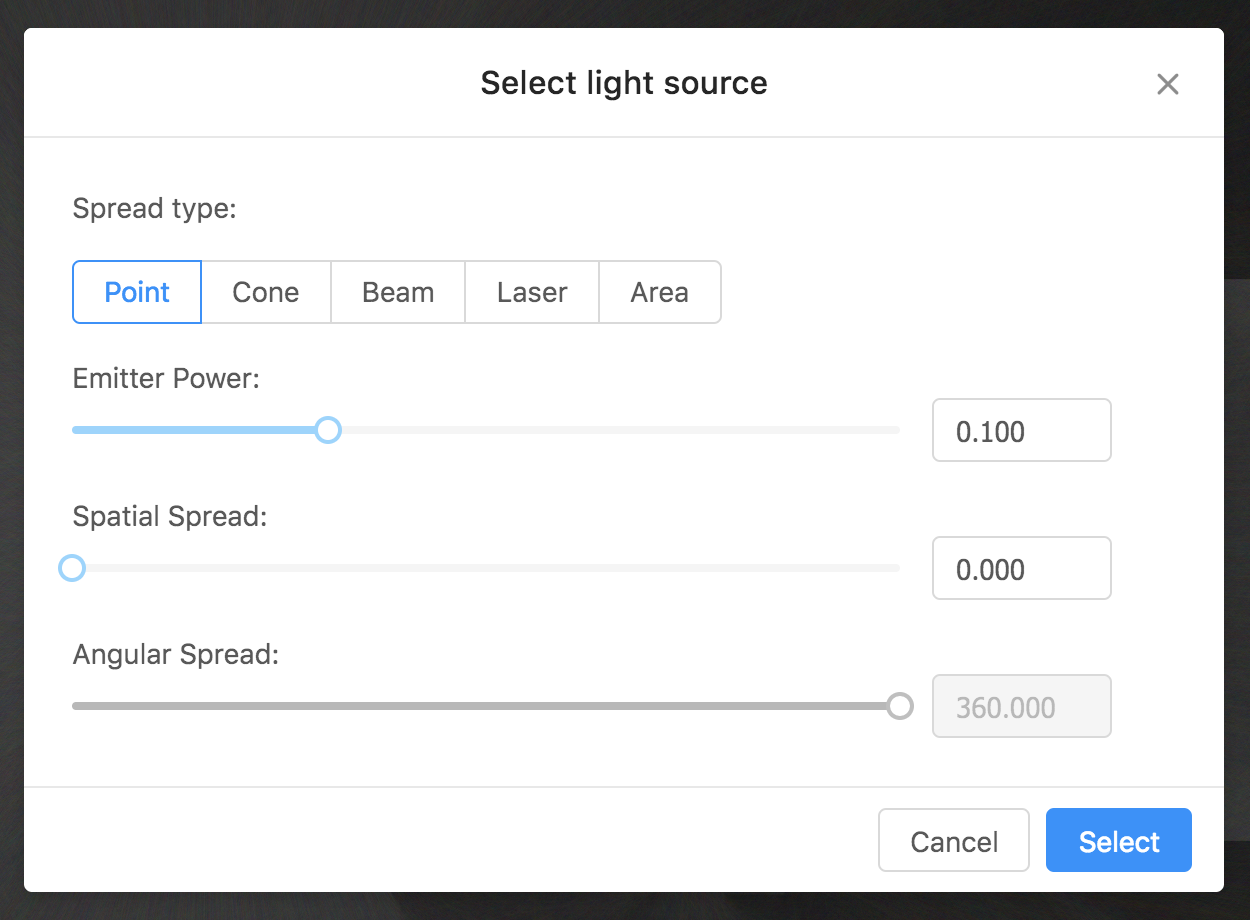 Select light source
Spread type:
Point Cone Beam Laser Area
Emitter Power:
0.100
Spatial Spread:
0.000
Angular Spread:
360.000
Cancel Select